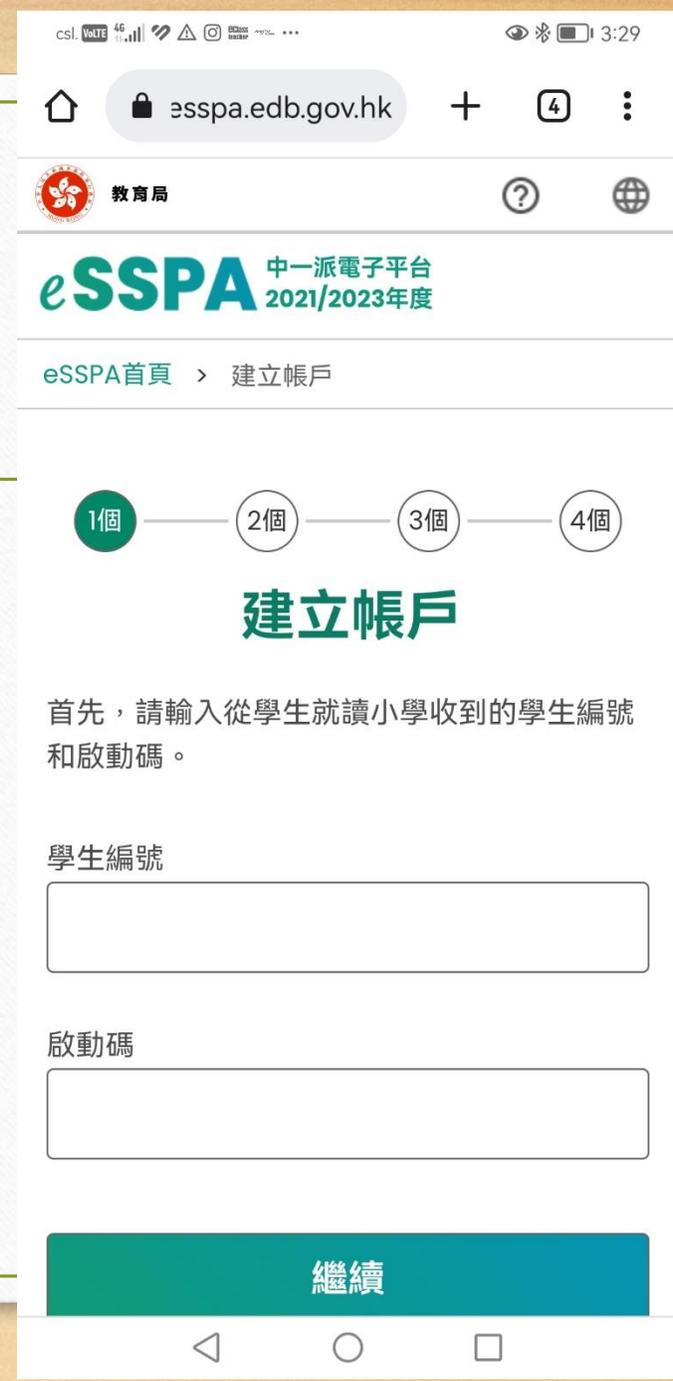 csl. VoLTE 4G 3:29
esspa.edb.gov.hk 4
教育局
eSSPA 中一派電子平台
2021/2023年度
eSSPA首頁 > 建立帳戶
1個 2個 3個 4個
建立帳戶
首先，請輸入從學生就讀小學收到的學生編號
和啟動碼。
學生編號
啟動碼
繼續